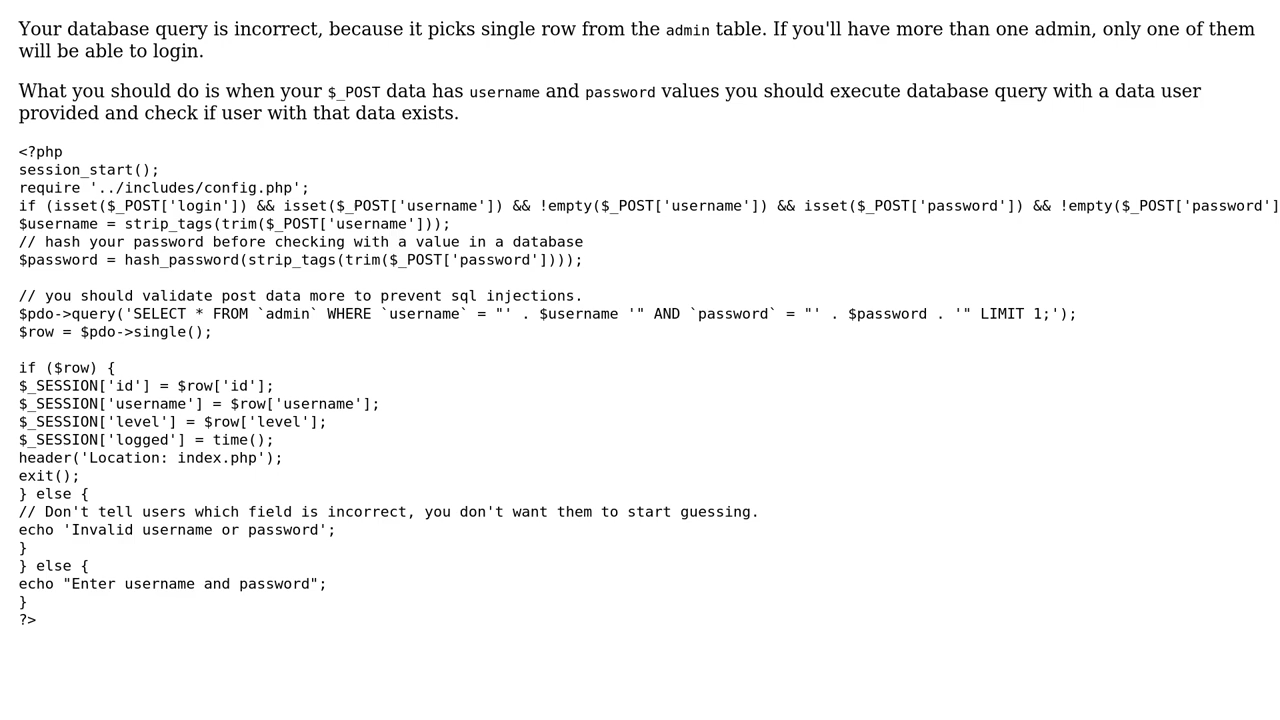 Your database query is incorrect, because it picks single row from the admin table. If you'll have more than one admin, only one of them
will be able to login.
What you should do is when your $_POST data has username and password values you should execute database query with a data user
provided and check if user with that data exists.
<?php
session_start();
require '../includes/config.php';
if (isset($_POST['login']) && isset($_POST['username']) && !empty($_POST['username']) && isset($_POST['password']) && !empty($_POST['password']
$username = strip_tags(trim($_POST['username']));
// hash your password before checking with a value in a database
$password = hash_password(strip_tags(trim($_POST['password'])));
// you should validate post data more to prevent sql injections.
$pdo->query('SELECT * FROM `admin` WHERE `username` = "' . $username '" AND `password` = "' . $password . '" LIMIT 1;');
$row = $pdo->single();
if ($row) {
$_SESSION['id'] = $row['id'];
$_SESSION['username'] = $row['username'];
$_SESSION['level'] = $row['level'];
$_SESSION['logged'] = time();
header('Location: index.php');
exit();
} else {
// Don't tell users which field is incorrect, you don't want them to start guessing.
echo 'Invalid username or password';
}
} else {
echo "Enter username and password";
}
?>